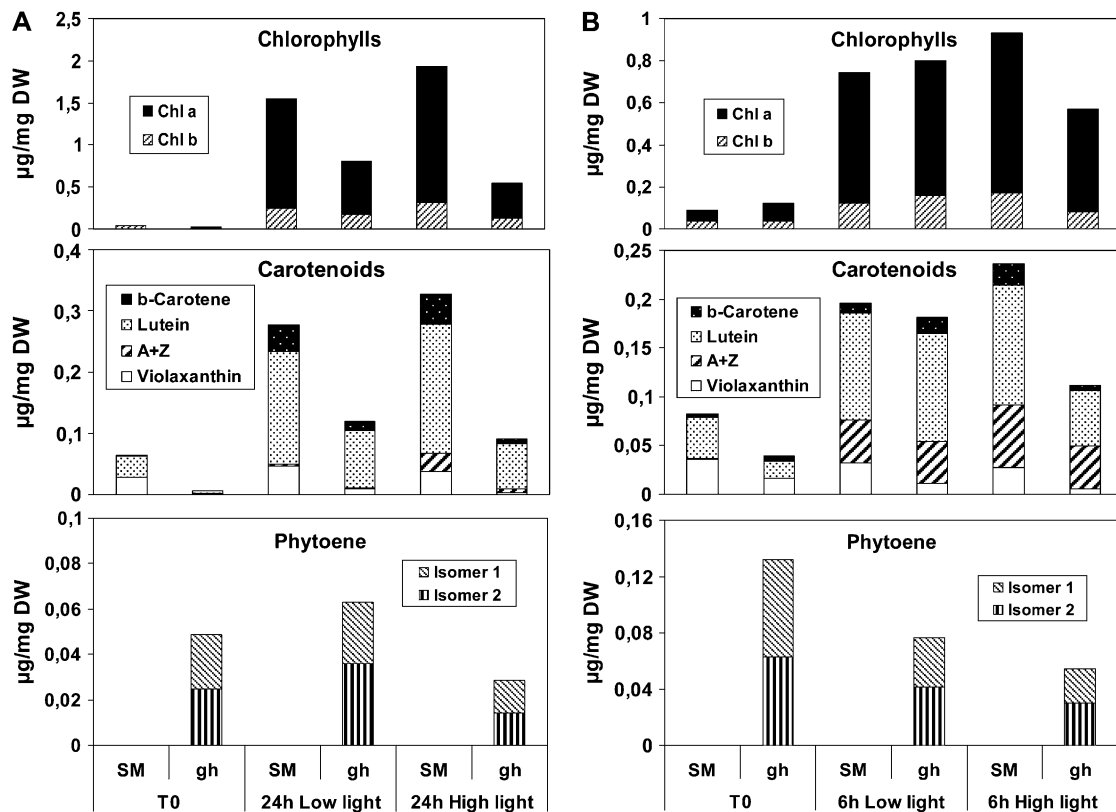 A
Chlorophylls
µg/mg DW
2,5
2
1,5
1
0,5
0
Chl a
Chl b
Carotenoids
µg/mg DW
0,4
0,3
0,2
0,1
0
b-Carotene
Lutein
A+Z
Violaxanthin
Phytoene
µg/mg DW
0,1
0,08
0,06
0,04
0,02
0
Isomer 1
Isomer 2
SM gh SM gh SM gh
T0 24h Low light 24h High light
B
Chlorophylls
µg/mg DW
1
0,8
0,6
0,4
0,2
0
Chl a
Chl b
Carotenoids
µg/mg DW
0,25
0,2
0,15
0,1
0,05
0
b-Carotene
Lutein
A+Z
Violaxanthin
Phytoene
µg/mg DW
0,16
0,12
0,08
0,04
0
Isomer 1
Isomer 2
SM gh SM gh SM gh
T0 6h Low light 6h High light